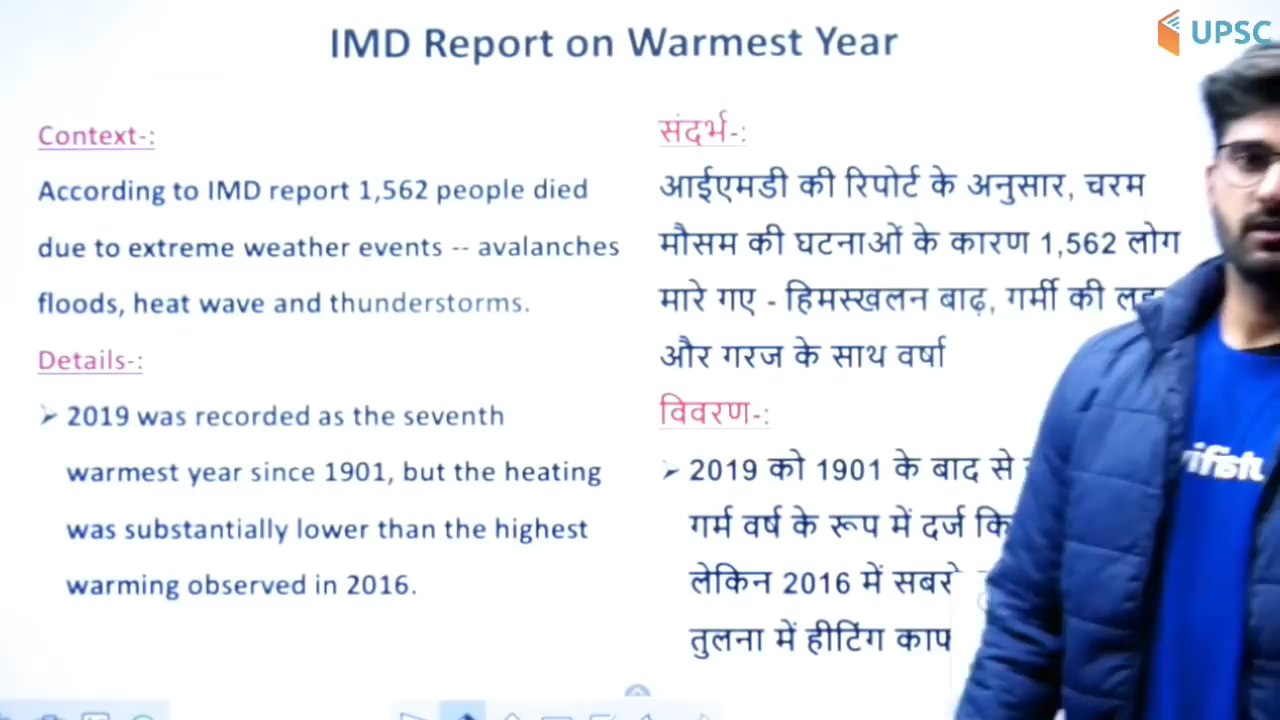 IMD Report on Warmest Year
UPSC
Context-:
According to IMD report 1,562 people died
due to extreme weather events -- avalanches
floods, heat wave and thunderstorms.
Details-:
➢ 2019 was recorded as the seventh
warmest year since 1901, but the heating
was substantially lower than the highest
warming observed in 2016.
संदर्भ-:
आईएमडी की रिपोर्ट के अनुसार, चरम
मौसम की घटनाओं के कारण 1,562 लोग
मारे गए - हिमस्खलन बाढ़, गर्मी की
और गरज के साथ वर्षा
विवरण-:
➢ 2019 को 1901 के बाद से
गर्म वर्ष के रूप में दर्ज
लेकिन 2016 में
तुलना में हीटिंग